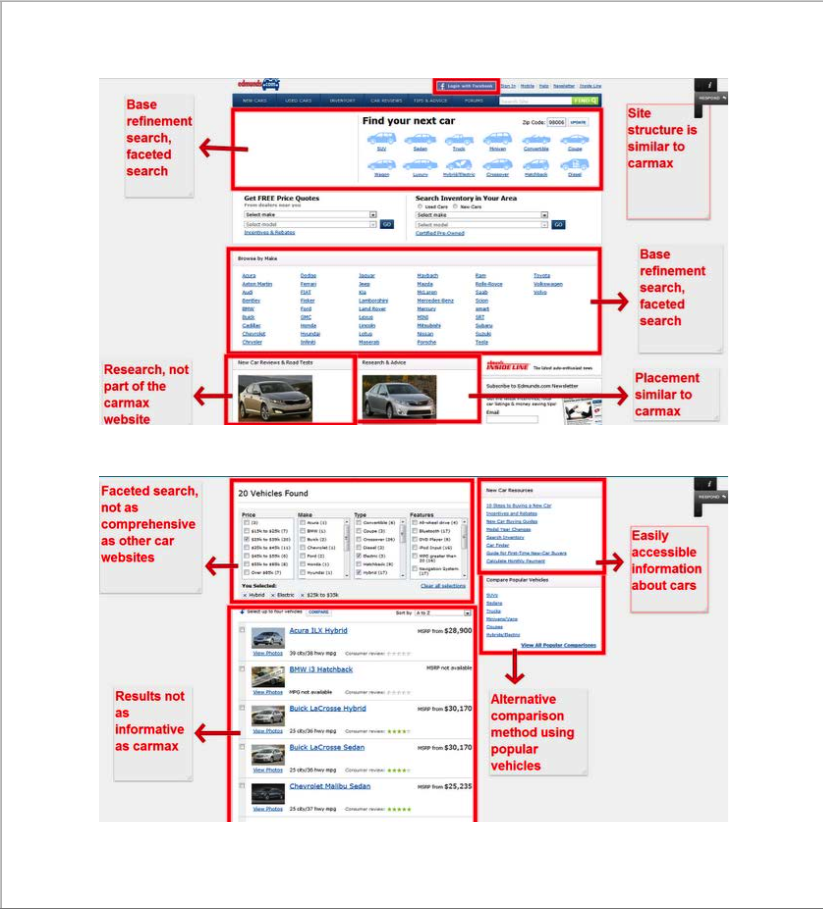 edmunds.com
Login with Facebook Sign In Mobile Help Newsletter Inside Line
NEW CARS USED CARS INVENTORY CAR REVIEWS TIPS & ADVICE FORUMS
RESPOND
Base
refinement
search,
faceted
search
Find your next car
Zip Code: 98006 UPDATE
SUV Sedan Truck Minivan Convertible Coupe
Wagon Luxury Hybrid/Electric Crossover Hatchback Diesel
Site
structure is
similar to
carmax
Get FREE Price Quotes
From dealers near you
Select make
Select model GO
Incentives & Rebates
Search Inventory in Your Area
Used Cars New Cars
Select make
Select model GO
Certified Pre-Owned
Browse by Make
Acura Dodge Jaguar Maybach Ram Toyota
Aston Martin Ferrari Jeep Mazda Rolls-Royce Volkswagen
Audi FIAT Kia McLaren Saab Volvo
Bentley Fisker Lamborghini Mercedes-Benz Scion
BMW Ford Land Rover Mercury smart
Buick GMC Lexus MINI SRT
Cadillac Honda Lincoln Mitsubishi Subaru
Chevrolet Hyundai Lotus Nissan Suzuki
Chrysler Infiniti Maserati Porsche Tesla
Base
refinement
search,
faceted
search
New Car Reviews & Road Tests
Research & Advice
edmunds
INSIDE LINE The latest auto enthusiast news
Subscribe to Edmunds.com Newsletter
car listings & money saving tips!
Email
Research, not
part of the
carmax
website
Placement
similar to
carmax
Faceted search,
not as
comprehensive
as other car
websites
20 Vehicles Found
Price Make Type Features
You Selected: Clear all selections
Hybrid Electric $25k to $35k
Select up to four vehicles COMPARE Sort By A to Z
Acura ILX Hybrid MSRP from $28,900
View Photos 39 city/38 hwy mpg Consumer review:
BMW i3 Hatchback MSRP not available
View Photos MPG not available Consumer review:
Buick LaCrosse Hybrid MSRP from $30,170
View Photos 25 city/36 hwy mpg Consumer review:
Buick LaCrosse Sedan MSRP from $30,170
View Photos 25 city/36 hwy mpg Consumer review:
Chevrolet Malibu Sedan MSRP from $25,235
View Photos 25 city/37 hwy mpg Consumer review:
New Car Resources
10 Steps to Buying a New Car
Incentives and Rebates
New Car Buying Guides
Model Year Changes
Search Inventory
Car Finder
Guide for First-Time New-Car Buyers
Calculate Monthly Payment
Compare Popular Vehicles
SUVs
Sedans
Trucks
Minivans/Vans
Coupes
Hybrids/Electric
View All Popular Comparisons
RESPOND
Easily
accessible
information
about cars
Results not
as
informative
as carmax
Alternative
comparison
method using
popular
vehicles